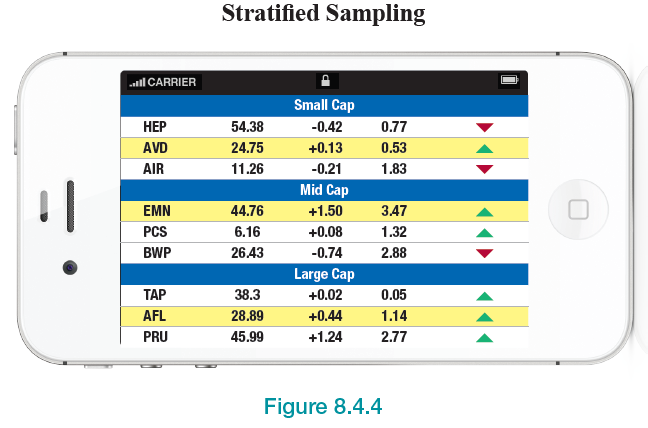 Stratified Sampling
CARRIER
Small Cap
HEP 54.38 -0.42 0.77
AVD 24.75 +0.13 0.53
AIR 11.26 -0.21 1.83
Mid Cap
EMN 44.76 +1.50 3.47
PCS 6.16 +0.08 1.32
BWP 26.43 -0.74 2.88
Large Cap
TAP 38.3 +0.02 0.05
AFL 28.89 +0.44 1.14
PRU 45.99 +1.24 2.77
Figure 8.4.4